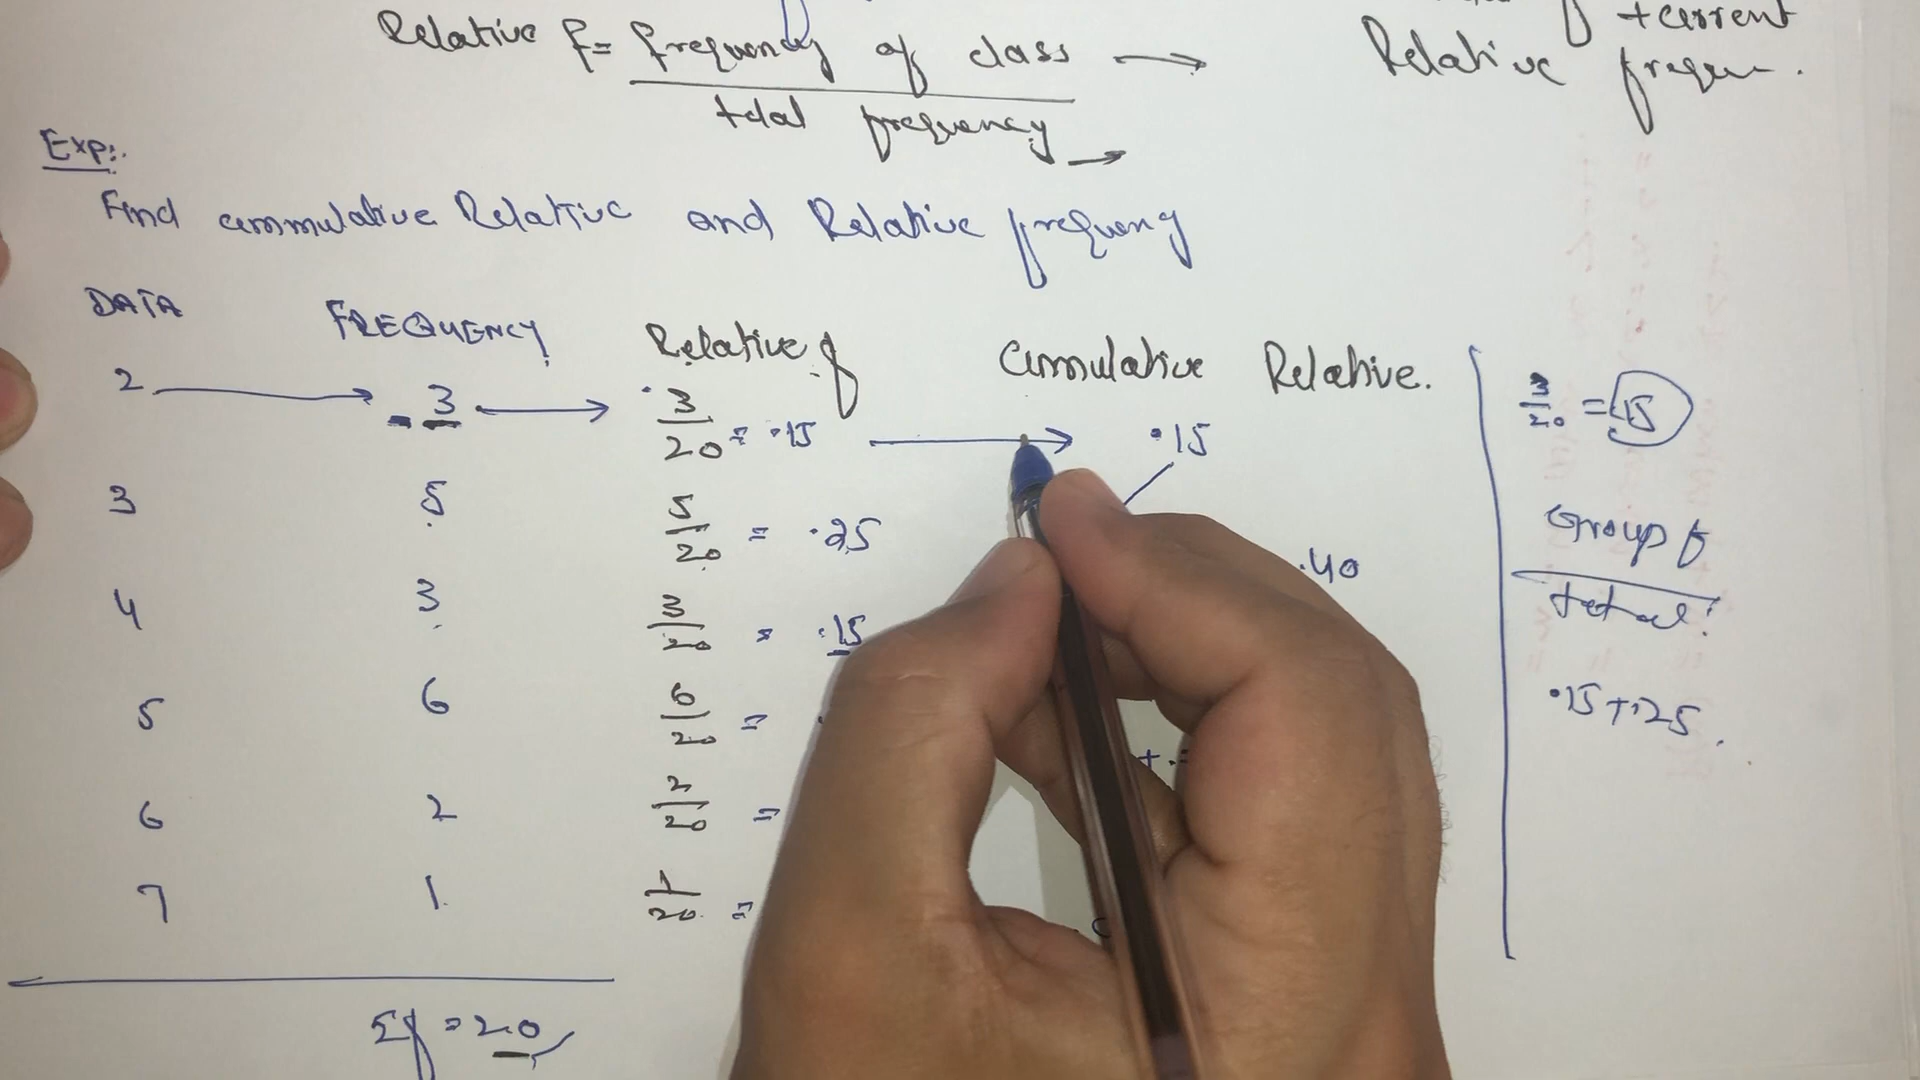 + current
Relative f = frequency of class
total frequency
Relative frequen.
Exp:.
Find cummulative Relative and Relative frequency
DATA FREQUENCY Relative f Cummulative Relative.
2 3 3/20 = .15 .15
3 5 5/20 = .25 .40
4 3 3/20 = .15
5 6 6/20 =
6 2 2/20 =
7 1. 1/20 =
Σf = 20
3/20 = .15
Group f
total.
.15+.25.